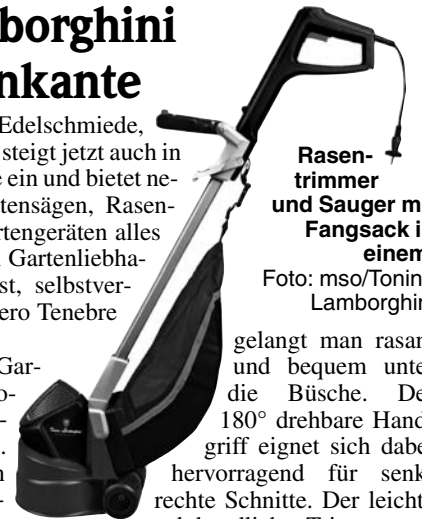 borghini
nkante
Edelschmiede,
steigt jetzt auch in
e ein und bietet ne-
tensägen, Rasen-
rtengeräten alles
Gartenliebha-
st, selbstver-
ero Tenebre
Gar-
Rasen-
trimmer
und Sauger m
Fangsack i
einem
Foto: mso/Tonin
Lamborghin
gelangt man rasan
und bequem unte
die Büsche. De
180° drehbare Hand
griff eignet sich dabe
hervorragend für senk
rechte Schnitte. Der leicht